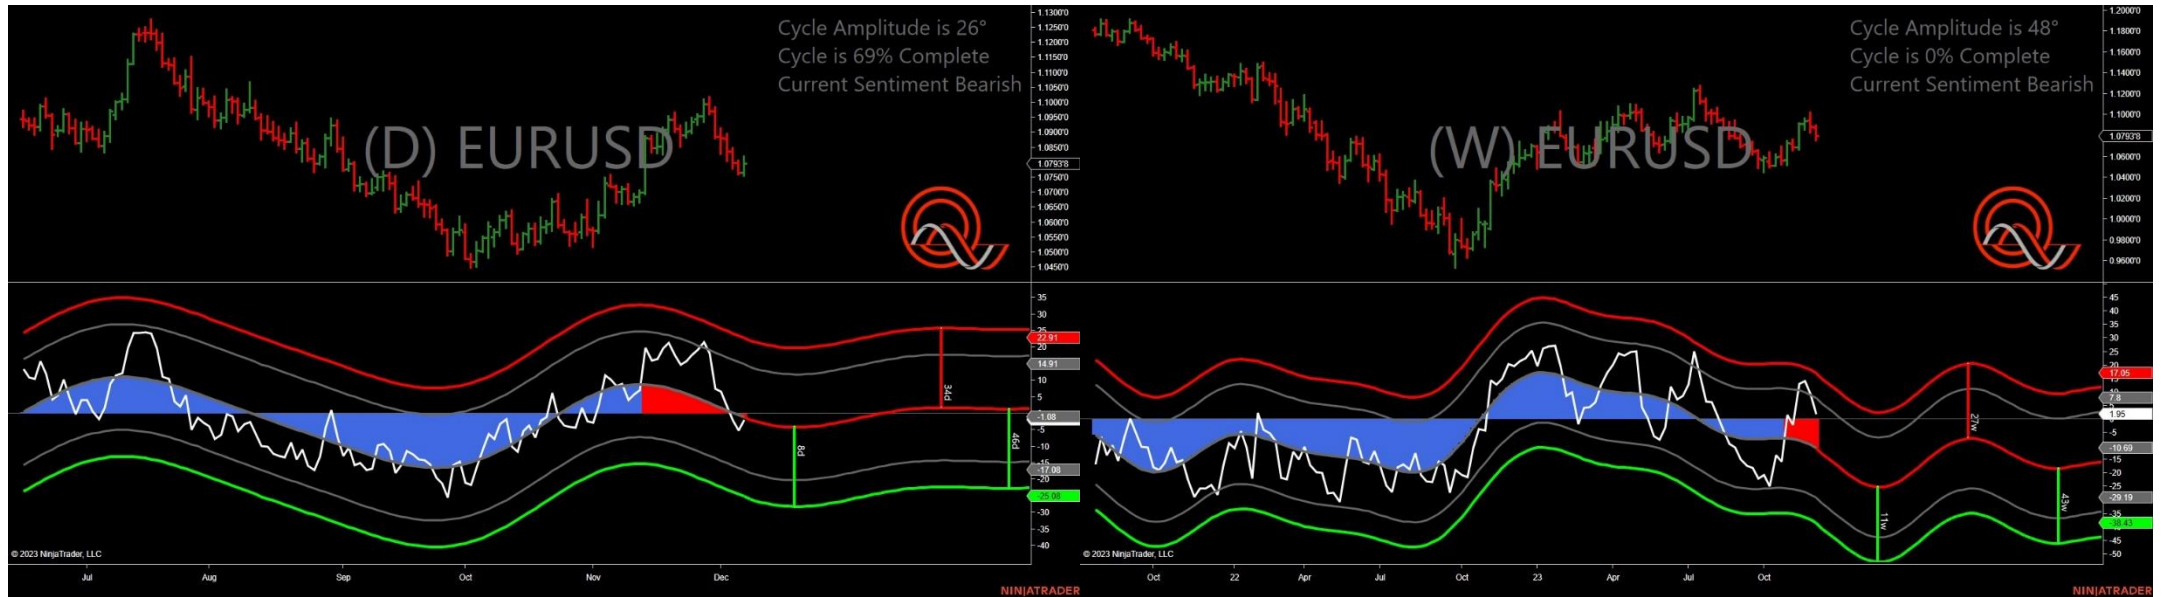 Cycle Amplitude is 26°
Cycle is 69% Complete
Current Sentiment Bearish
(D) EURUSD
1.1300'0
1.1250'0
1.1200'0
1.1150'0
1.1100'0
1.1050'0
1.1000'0
1.0950'0
1.0900'0
1.0850'0
1.0793'8
1.0750'0
1.0700'0
1.0650'0
1.0600'0
1.0550'0
1.0500'0
1.0450'0
35
30
25
22.91
20
14.91
10
5
-1.08
-5
-10
-15
-17.08
-20
-25.08
-30
-35
-40
8d
34d
46d
© 2023 NinjaTrader, LLC
Jul
Aug
Sep
Oct
Nov
Dec
NINJATRADER
Cycle Amplitude is 48°
Cycle is 0% Complete
Current Sentiment Bearish
(W) EURUSD
1.2000'0
1.1800'0
1.1600'0
1.1400'0
1.1200'0
1.1000'0
1.0793'8
1.0600'0
1.0400'0
1.0200'0
1.0000'0
0.9800'0
0.9600'0
45
40
35
30
25
20
17.05
7.8
5
1.95
-5
-10.69
-15
-20
-25
-29.19
-35
-38.43
-45
-50
11w
27w
43w
© 2023 NinjaTrader, LLC
Oct
22
Apr
Jul
Oct
23
Apr
Jul
Oct
NINJATRADER